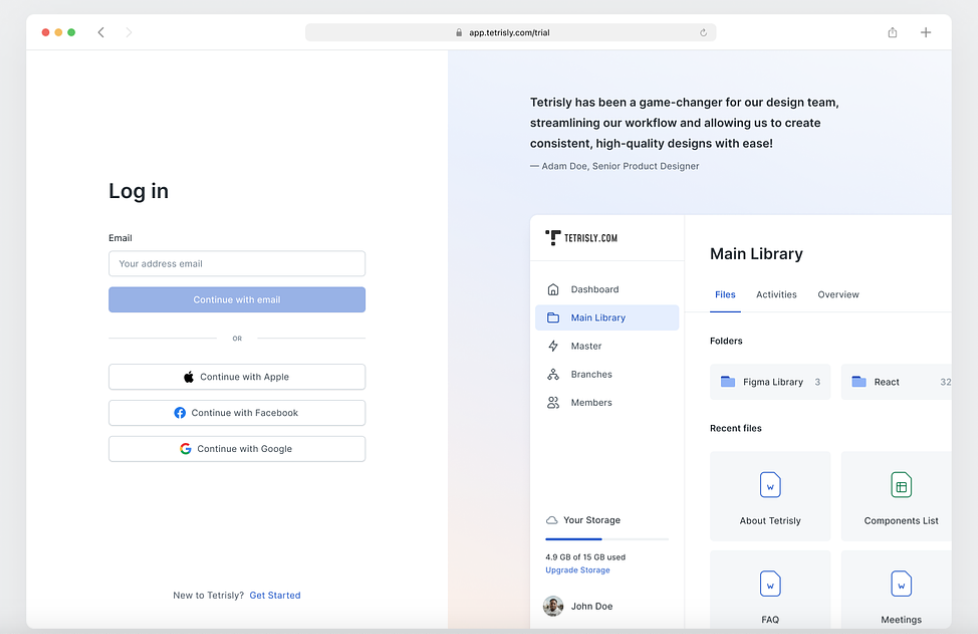 app.tetrisly.com/trial
Log in
Email
Your address email
Continue with email
OR
Continue with Apple
Continue with Facebook
Continue with Google
New to Tetrisly? Get Started
Tetrisly has been a game-changer for our design team,
streamlining our workflow and allowing us to create
consistent, high-quality designs with ease!
— Adam Doe, Senior Product Designer
TETRISLY.COM
Dashboard
Main Library
Master
Branches
Members
Your Storage
4.9 GB of 15 GB used
Upgrade Storage
John Doe
Main Library
Files Activities Overview
Folders
Figma Library 3 React 32
Recent files
W
About Tetrisly Components List
W W
FAQ Meetings